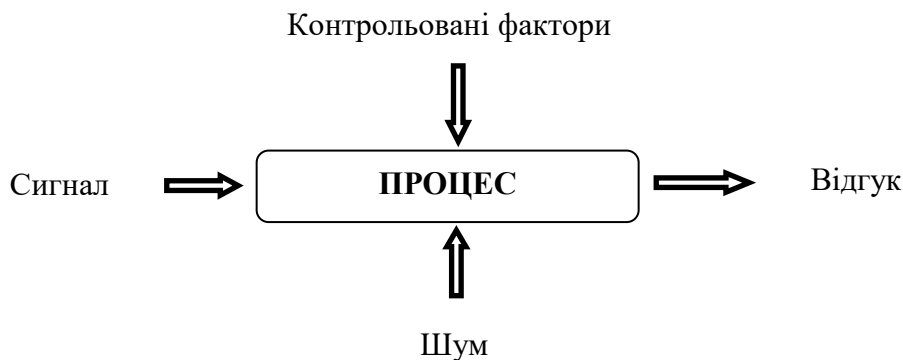 Контрольовані фактори
Сигнал
ПРОЦЕС
Відгук
Шум